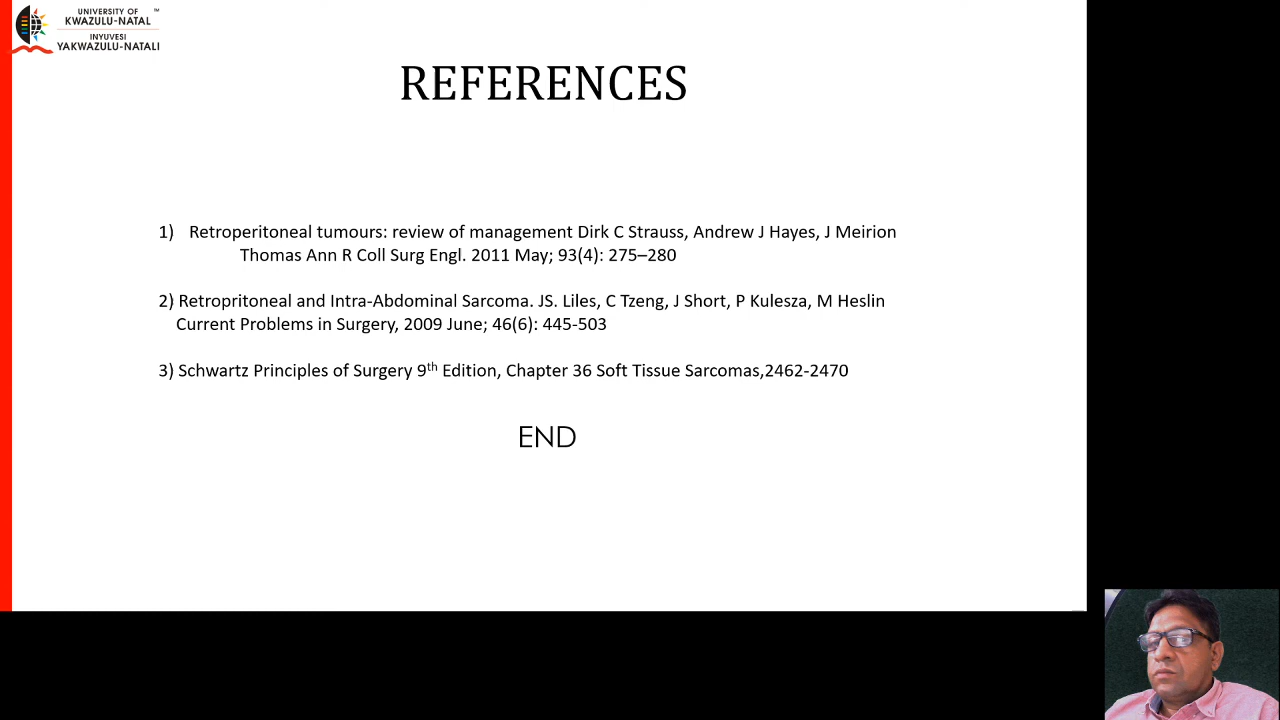 UNIVERSITY OF ™
KWAZULU-NATAL
INYUVESI
YAKWAZULU-NATALI
REFERENCES
1) Retroperitoneal tumours: review of management Dirk C Strauss, Andrew J Hayes, J Meirion
Thomas Ann R Coll Surg Engl. 2011 May; 93(4): 275–280
2) Retropritoneal and Intra-Abdominal Sarcoma. JS. Liles, C Tzeng, J Short, P Kulesza, M Heslin
Current Problems in Surgery, 2009 June; 46(6): 445-503
3) Schwartz Principles of Surgery 9th Edition, Chapter 36 Soft Tissue Sarcomas,2462-2470
END